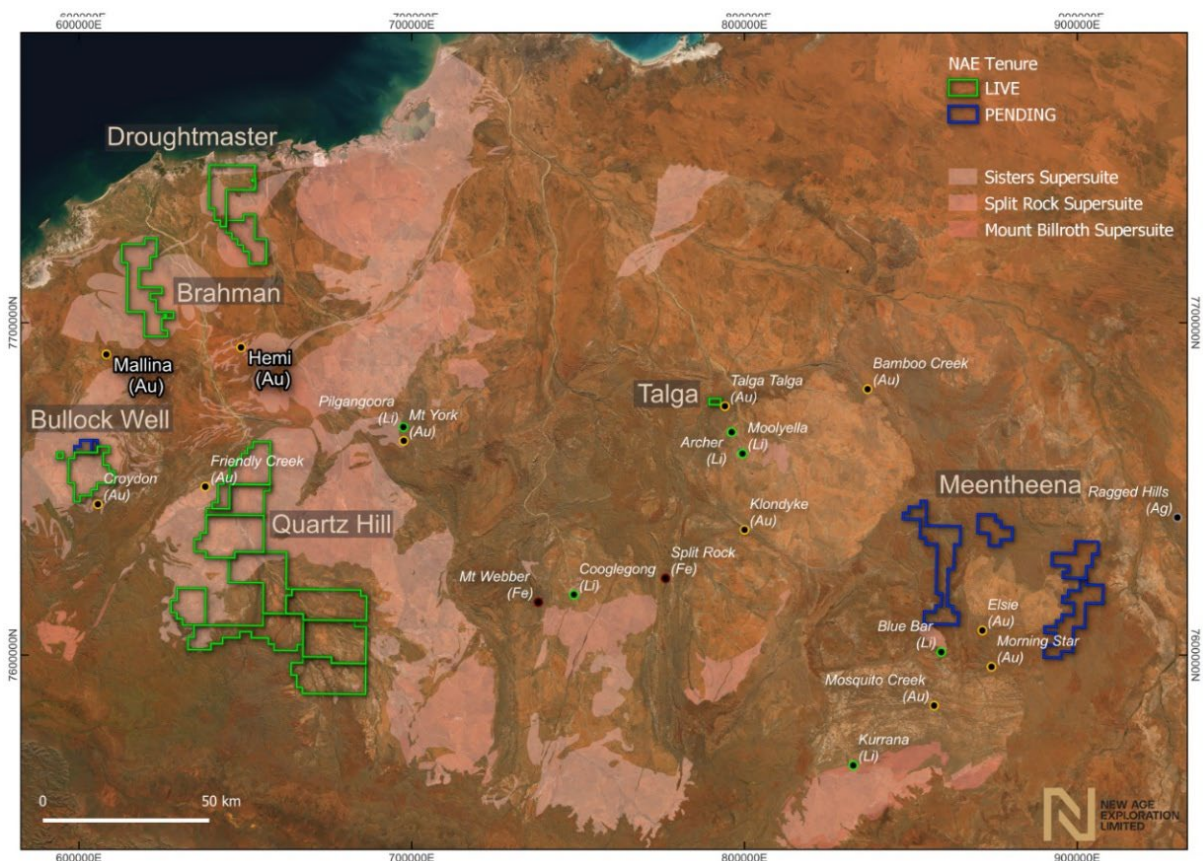 600000E
700000E
800000E
900000E
NAE Tenure
LIVE
PENDING
Sisters Supersuite
Split Rock Supersuite
Mount Billroth Supersuite
Droughtmaster
Brahman
7700000N
7700000N
Mallina
(Au)
Hemi
(Au)
Bamboo Creek
(Au)
Talga
Talga Talga
(Au)
Pilgangoora
(Li)
Mt York
(Au)
Moolyella
(Li)
Archer
(Li)
Bullock Well
Croydon
(Au)
Friendly Creek
(Au)
Meentheena
Ragged Hills
(Ag)
Klondyke
(Au)
Quartz Hill
Split Rock
(Fe)
Cooglegong
(Li)
Mt Webber
(Fe)
Elsie
(Au)
Blue Bar
(Li)
Morning Star
(Au)
7600000N
7600000N
Mosquito Creek
(Au)
Kurrana
(Li)
0
50 km
N
NEW AGE
EXPLORATION
LIMITED
600000E
700000E
800000E
900000E